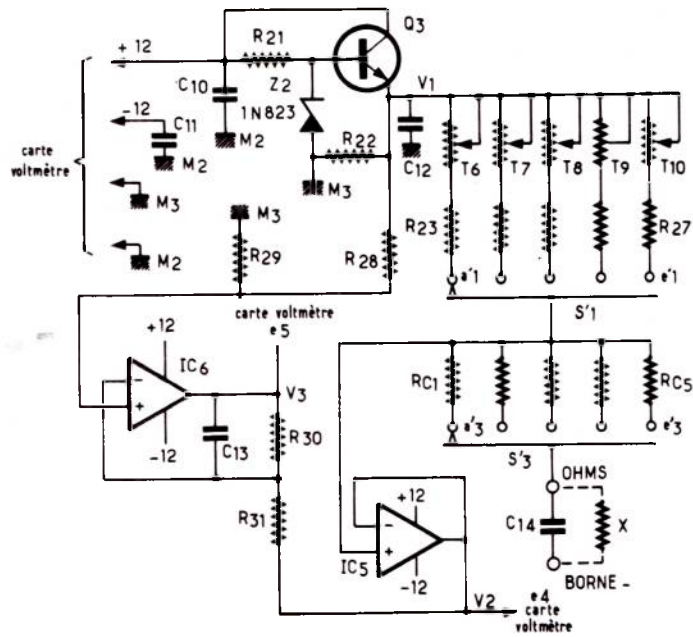 Q3
+ 12
R21
Z2
1N823
C10
M2
-12
C11
M2
carte
voltmètre
M3
M2
R22
M3
V1
C12
T6
T7
T8
T9
T10
R23
R27
a'1
e'1
S'1
M3
R29
R28
carte voltmètre
e5
+12
IC6
-
+
-12
V3
C13
R30
R31
RC1
RC5
a'3
e'3
S'3
OHMS
C14
X
BORNE -
+12
-
+
IC5
-12
V2
e4
carte
voltmètre